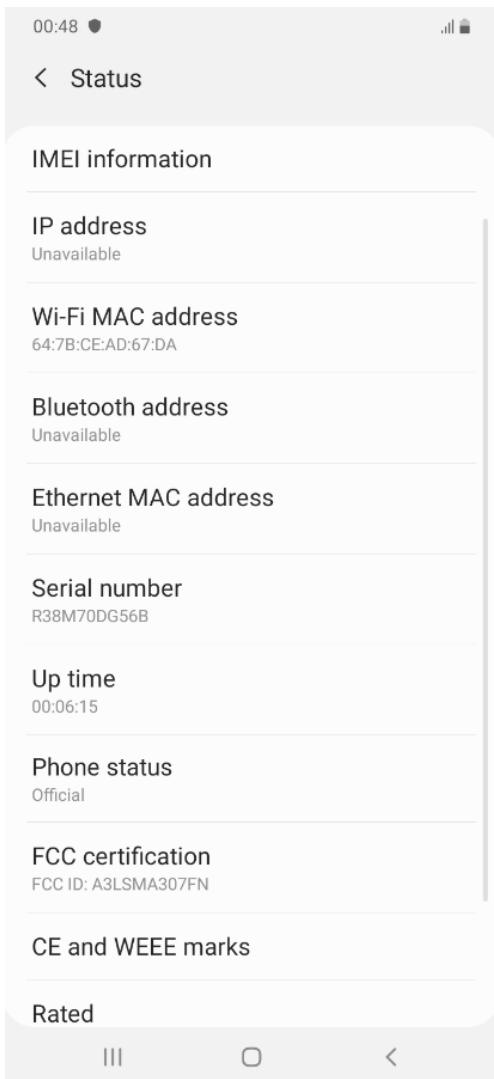 00:48
Status
IMEI information
IP address
Unavailable
Wi-Fi MAC address
64:7B:CE:AD:67:DA
Bluetooth address
Unavailable
Ethernet MAC address
Unavailable
Serial number
R38M70DG56B
Up time
00:06:15
Phone status
Official
FCC certification
FCC ID: A3LSMA307FN
CE and WEEE marks
Rated